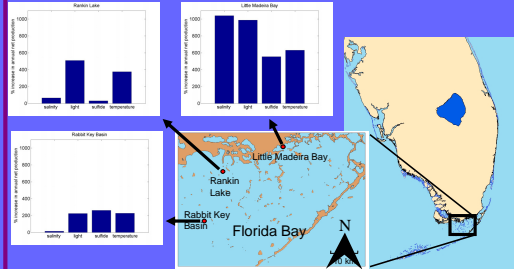 Rankin Lake
% increase in annual net production
1000
800
600
400
200
0
salinity
light
sulfide
temperature
Little Madeira Bay
% increase in annual net production
1000
800
600
400
200
0
salinity
light
sulfide
temperature
Rabbit Key Basin
% increase in annual net production
1000
800
600
400
200
0
salinity
light
sulfide
temperature
Little Madeira Bay
Rankin
Lake
Rabbit Key
Basin
Florida Bay
N
10 km